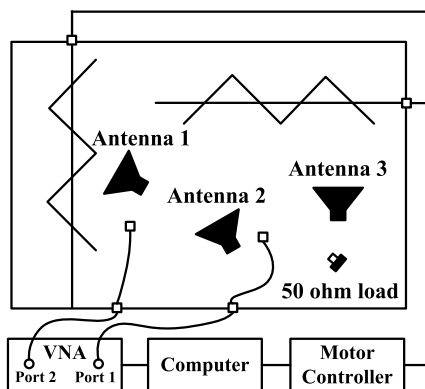 Antenna 1
Antenna 2
Antenna 3
50 ohm load
VNA
Port 2
Port 1
Computer
Motor
Controller